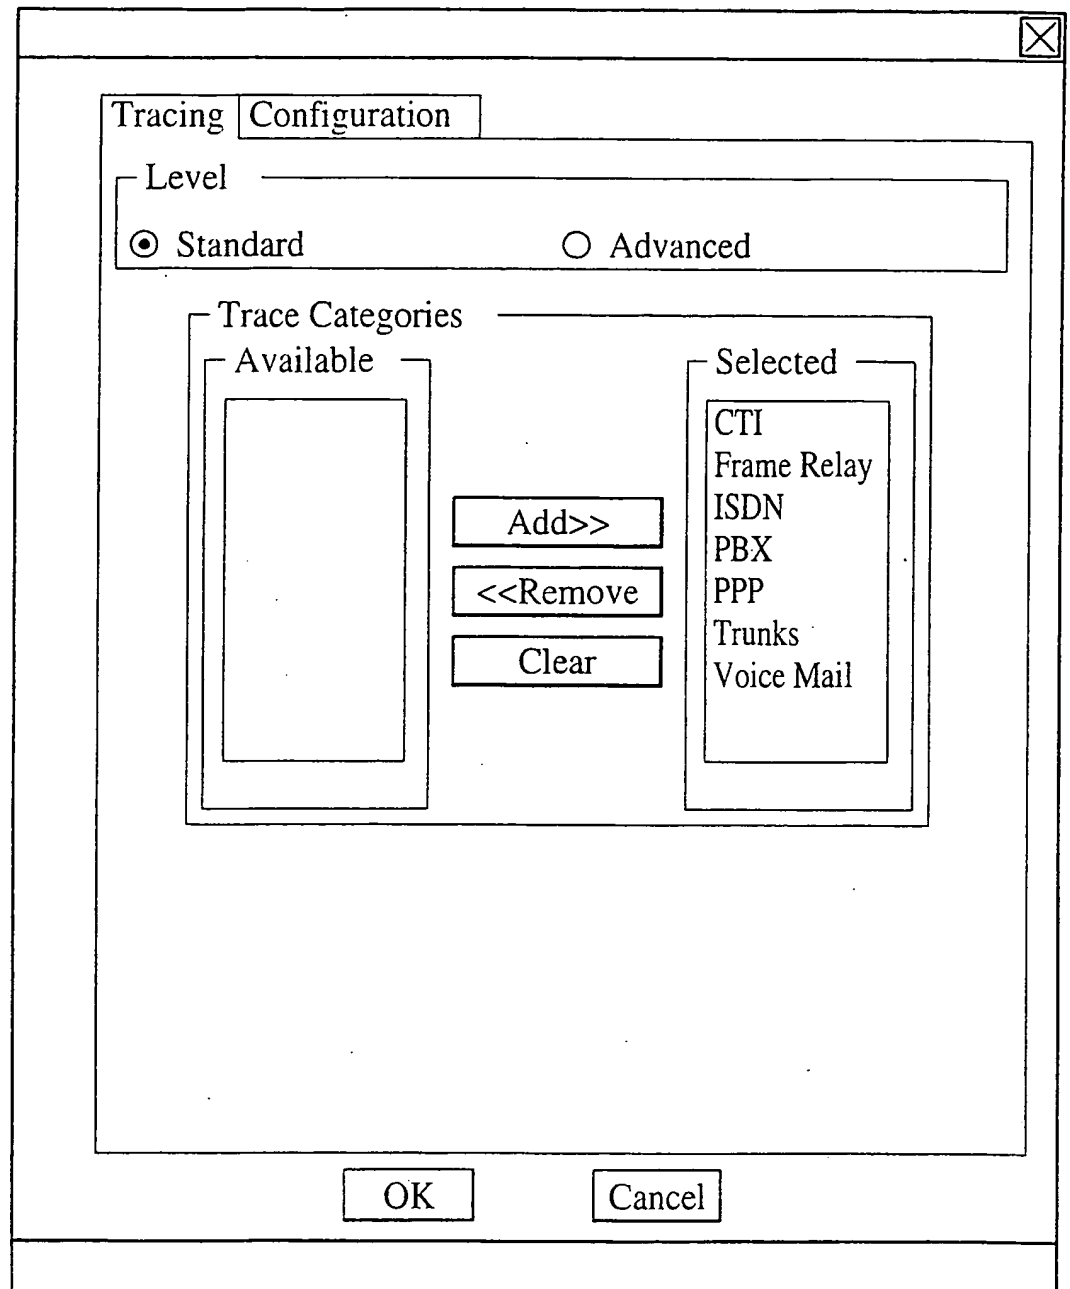 Tracing Configuration
Level
Standard Advanced
Trace Categories
Available Selected
CTI
Frame Relay
ISDN
PBX
PPP
Trunks
Voice Mail
Add>>
<<Remove
Clear
OK Cancel